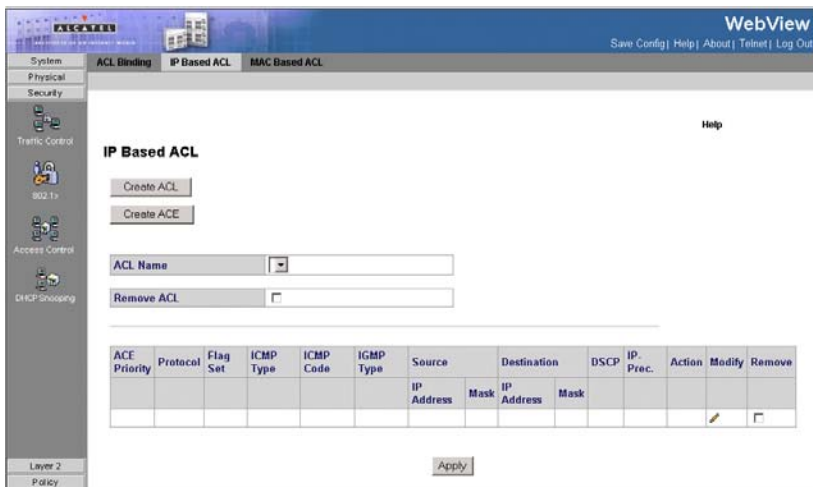 ALCATEL
WebView
Save Config | Help | About | Telnet | Log Out
System
Physical
Security
ACL Binding IP Based ACL MAC Based ACL
Traffic Control
802.1x
Access Control
DHCP Snooping
Help
IP Based ACL
Create ACL
Create ACE
ACL Name
Remove ACL
ACE Priority Protocol Flag Set ICMP Type ICMP Code IGMP Type Source Destination DSCP IP-Prec. Action Modify Remove
IP Address Mask IP Address Mask
Apply
Layer 2
Policy